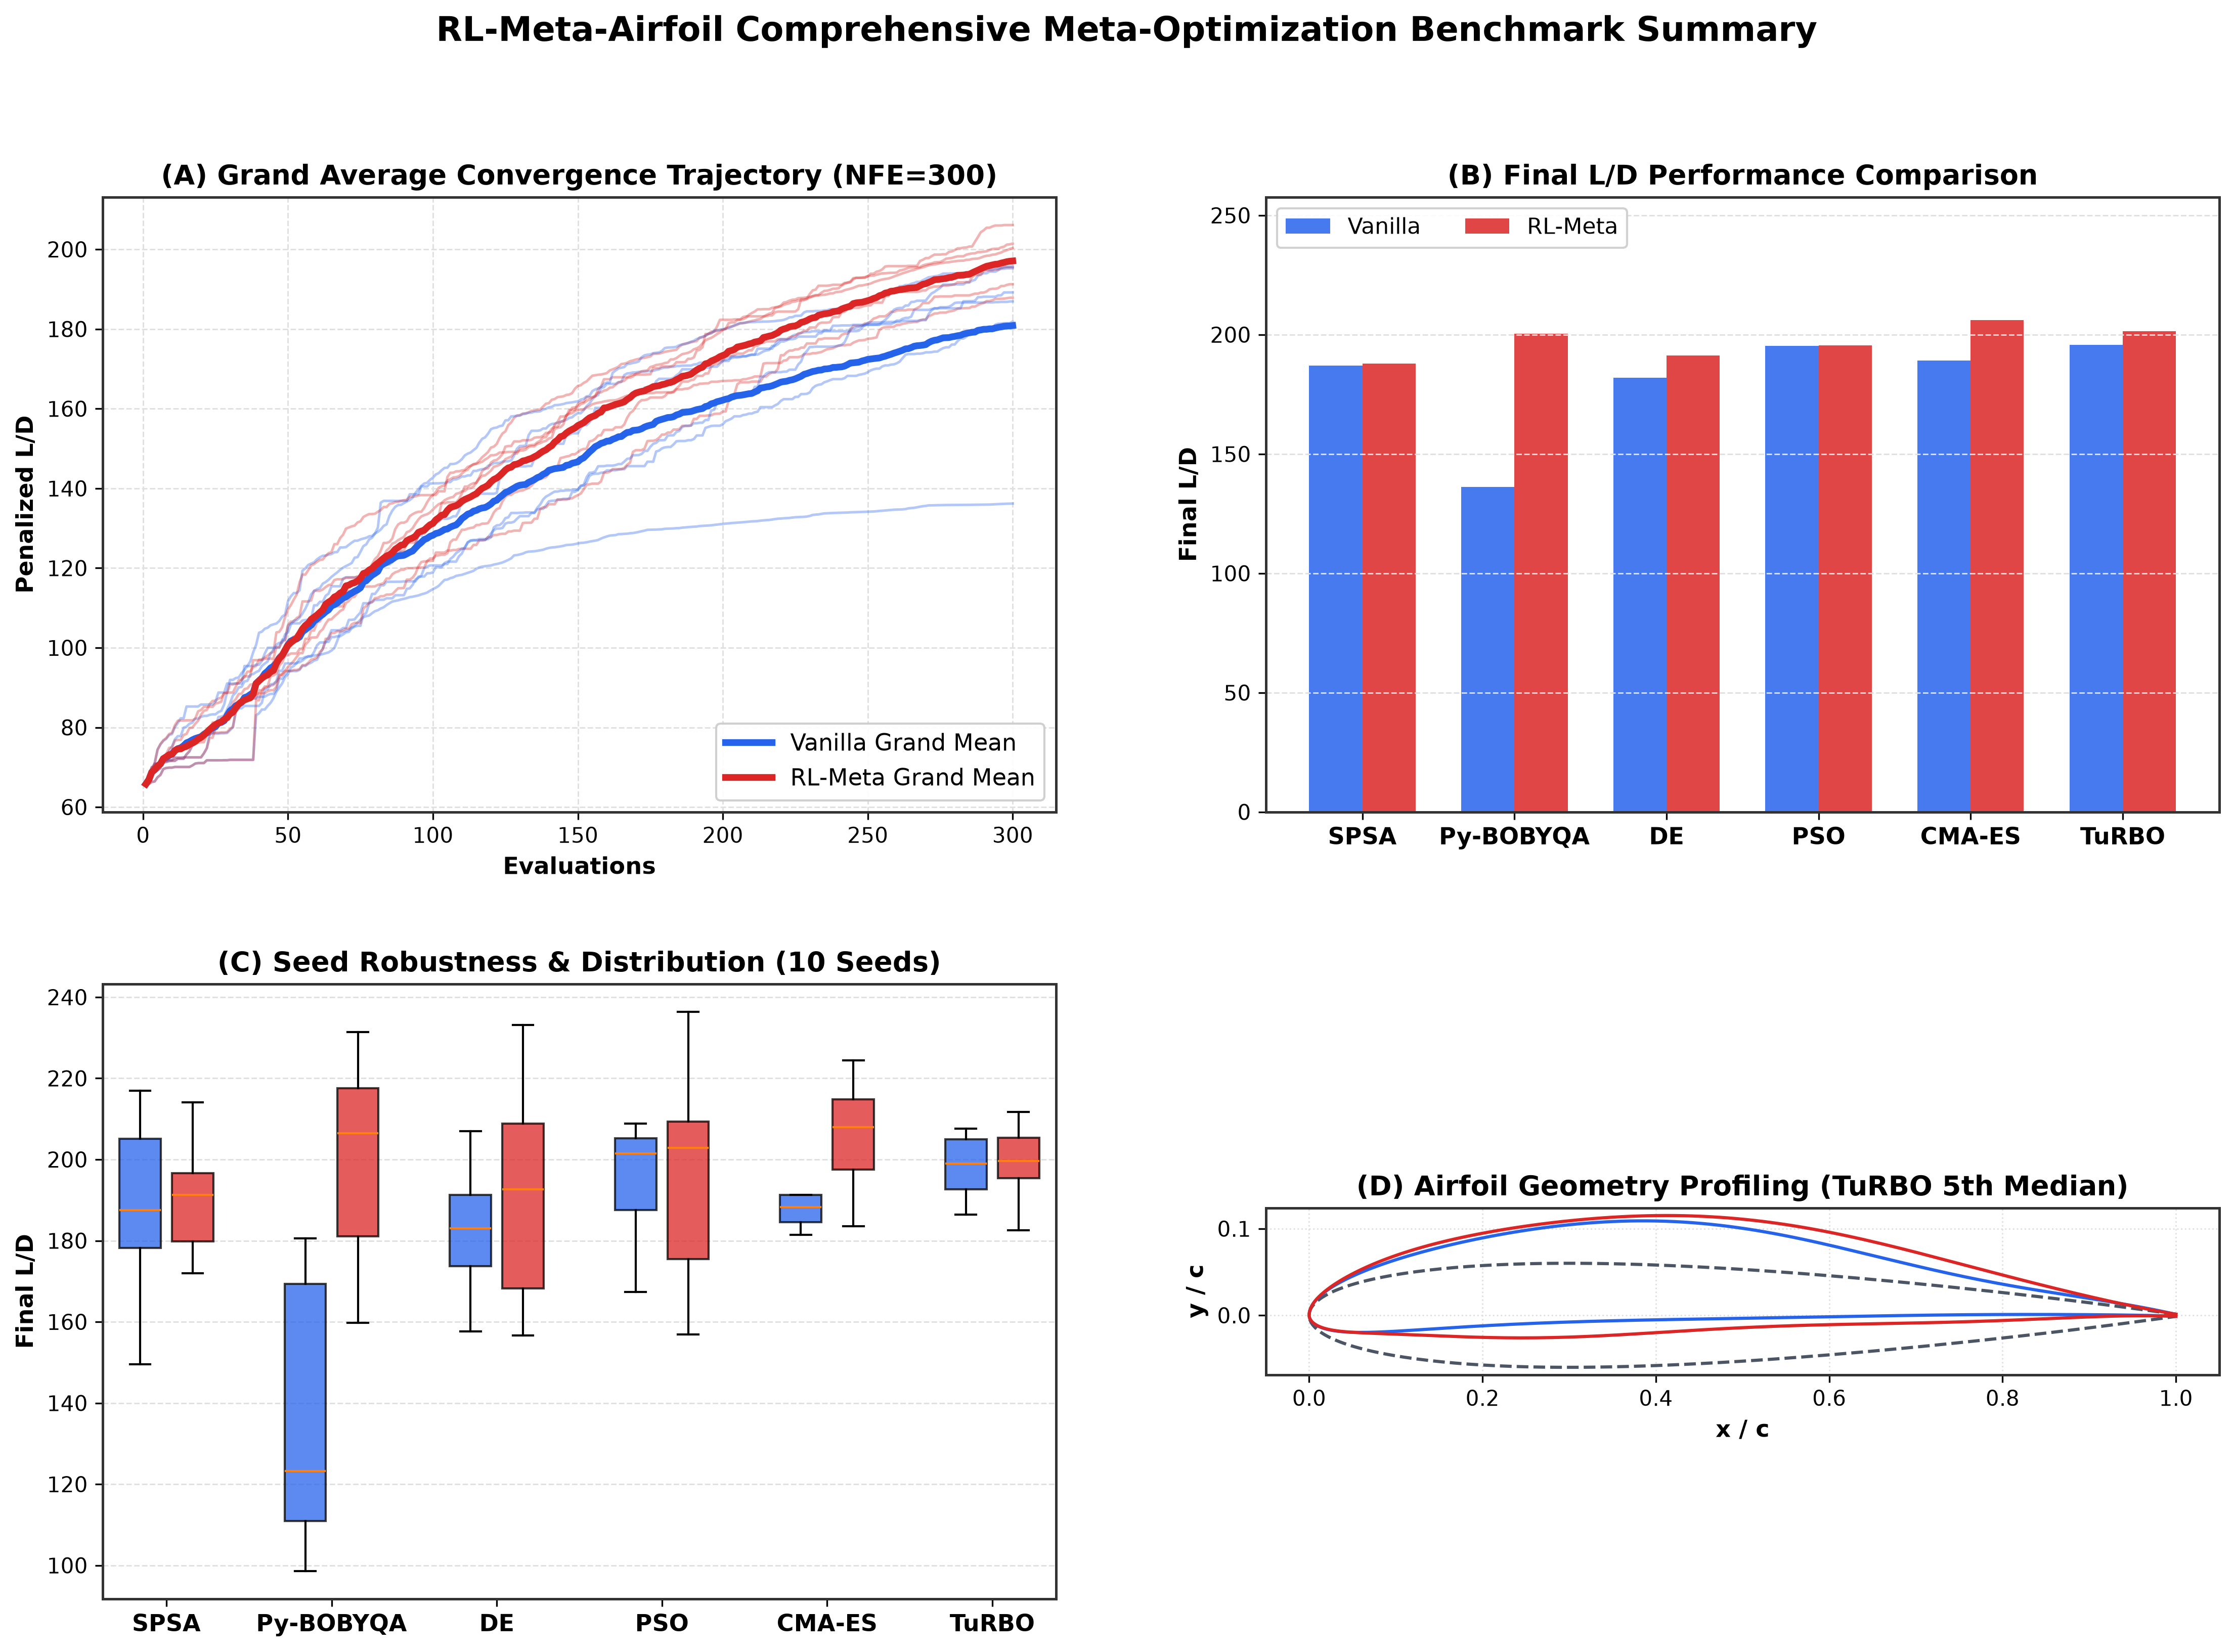 RL-Meta-Airfoil Comprehensive Meta-Optimization Benchmark Summary
(A) Grand Average Convergence Trajectory (NFE=300)
Penalized L/D
200
180
160
140
120
100
80
60
Vanilla Grand Mean
RL-Meta Grand Mean
0 50 100 150 200 250 300
Evaluations
(B) Final L/D Performance Comparison
Vanilla RL-Meta
Final L/D
250
200
150
100
50
0
SPSA Py-BOBYQA DE PSO CMA-ES TuRBO
(C) Seed Robustness & Distribution (10 Seeds)
Final L/D
240
220
200
180
160
140
120
100
SPSA Py-BOBYQA DE PSO CMA-ES TuRBO
(D) Airfoil Geometry Profiling (TuRBO 5th Median)
y / c
0.1
0.0
0.0 0.2 0.4 0.6 0.8 1.0
x / c